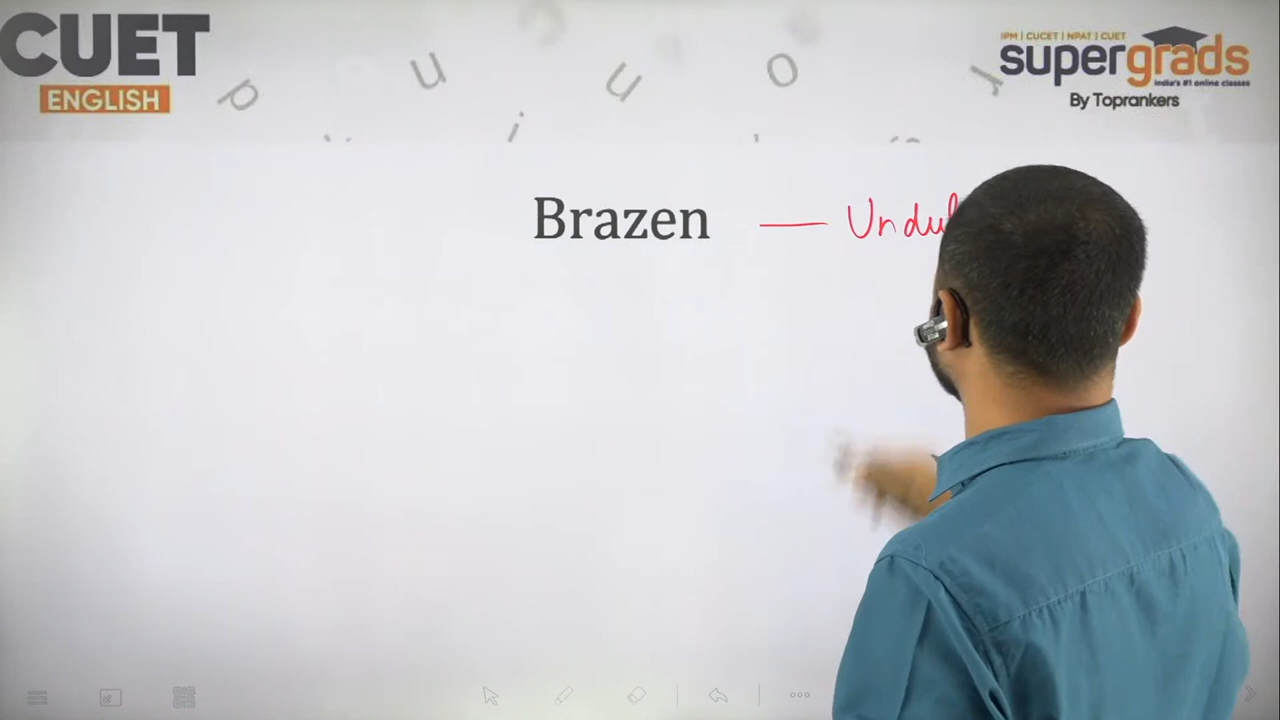 CUET
ENGLISH
IPM | CUCET | NPAT | CUET
supergrads
India's #1 online classes
By Toprankers
p u i u o r
Brazen —